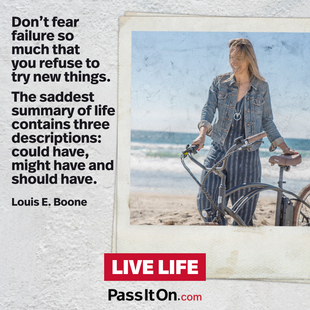 Don't fear
failure so
much that
you refuse to
try new things.
The saddest
summary of life
contains three
descriptions:
could have,
might have and
should have.
Louis E. Boone
LIVE LIFE
PassItOn.com